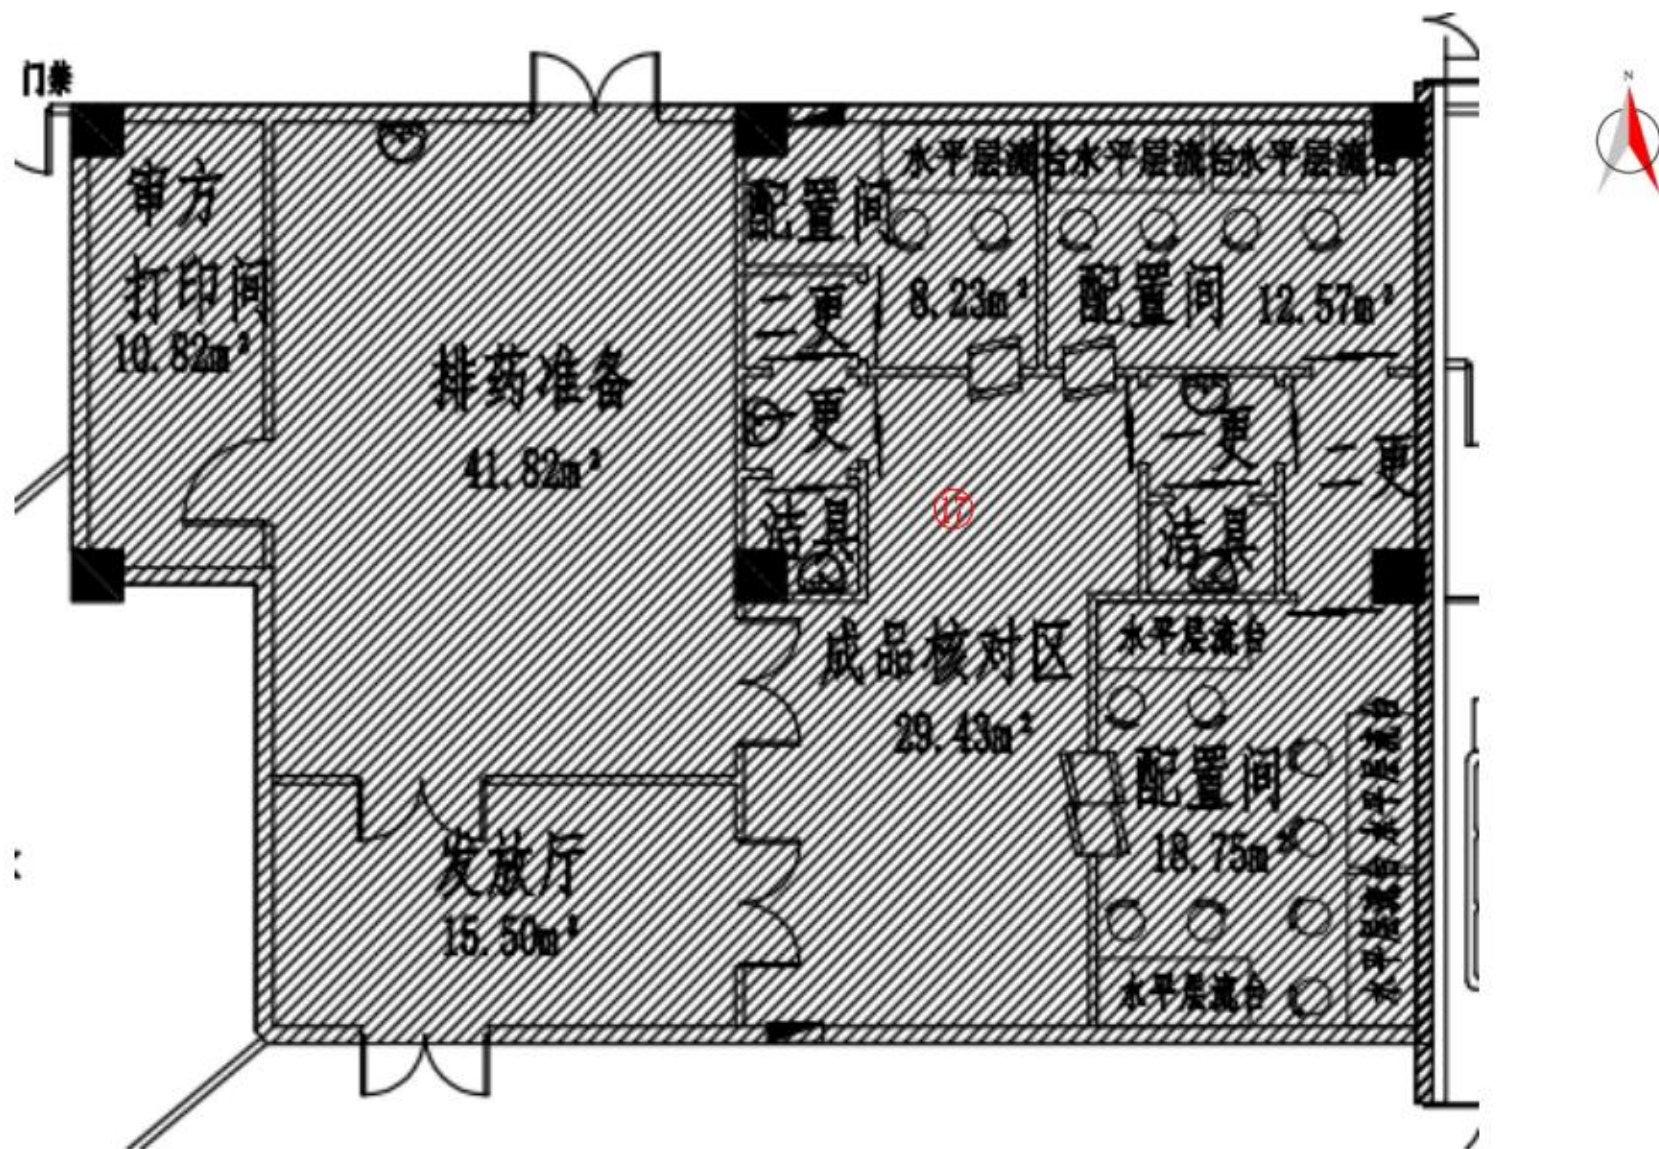 门禁
N
审方
打印间
10.82m²
排药准备
41.82m²
发放厅
15.50m²
配置间
水平层流台
8.23m²
二更
一更
洁具
水平层流台
水平层流台
配置间
12.57m²
一更
二更
洁具
17
成品核对区
29.43m²
水平层流台
配置间
18.75m²
水平层流台
水平层流台
水平层流台